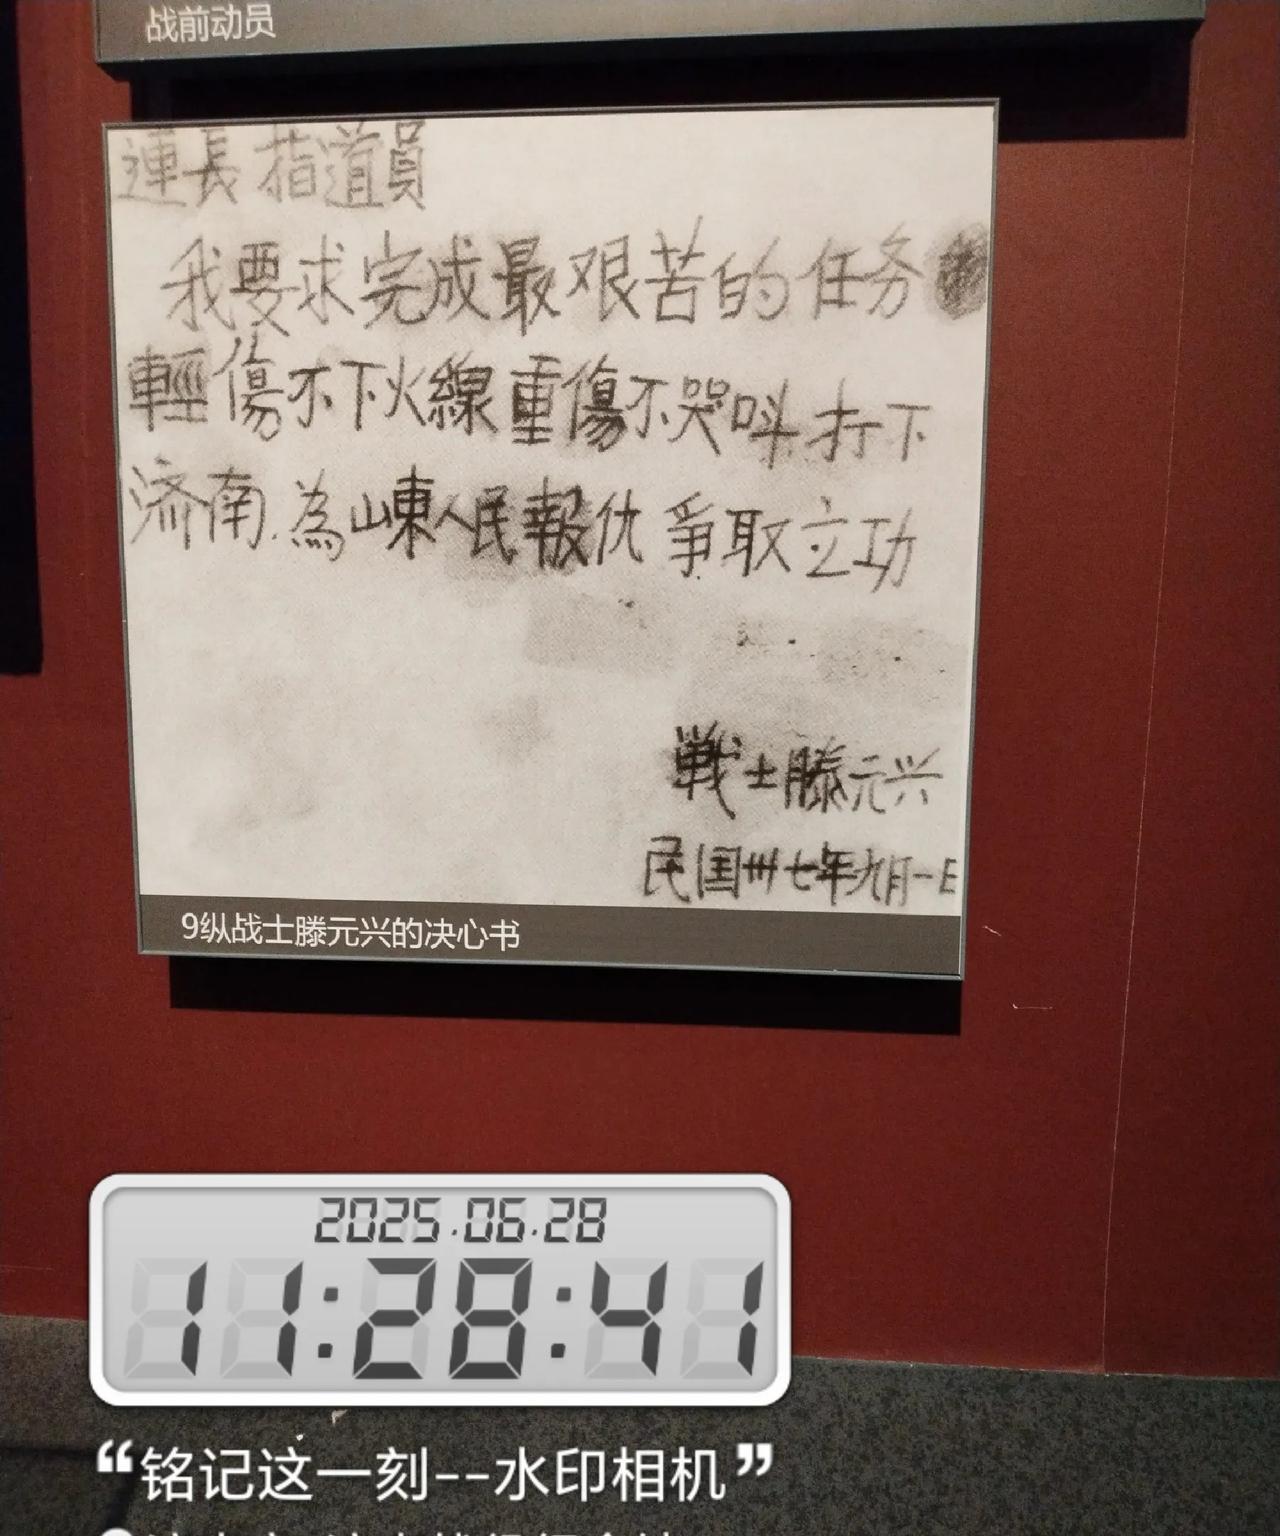 战前动员
連長指道員
我要求完成最艰苦的任务
輕傷不下火線重傷不哭呌打下
济南.為山東人民報仇爭取立功
戦士滕元兴
民国卅七年九月一日
9纵战士滕元兴的决心书
2025.06.28
11:28:41
“铭记这一刻--水印相机”